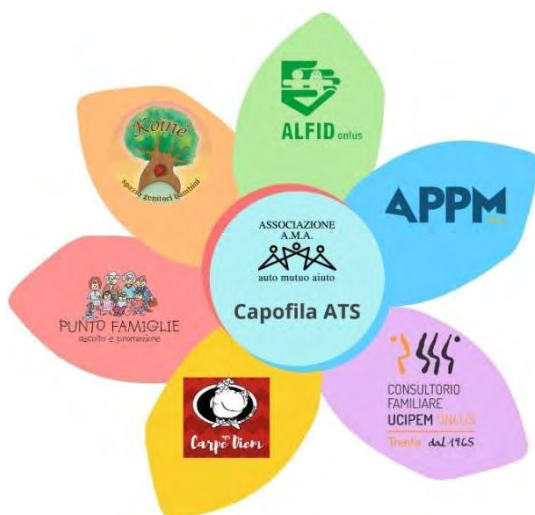 ALFID onlus
Koinè
spazio genitori bambini
APPM
ASSOCIAZIONE
A.M.A.
auto mutuo aiuto
Capofila ATS
PUNTO FAMIGLIE
ascolto e promozione
Carpe Diem
CONSULTORIO
FAMILIARE
UCIPEM ONLUS
Trento dal 1965